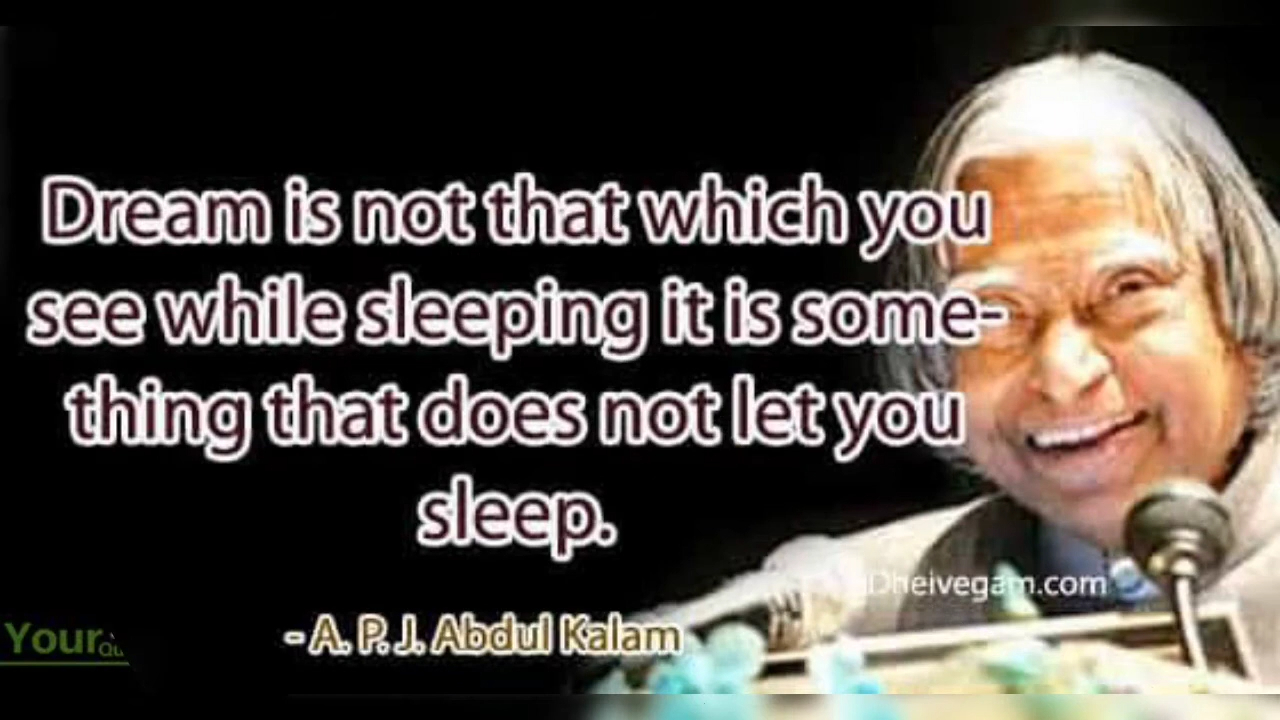 Dream is not that which you
see while sleeping it is some-
thing that does not let you
sleep.
Dheivegam.com
- A. P. J. Abdul Kalam
Your